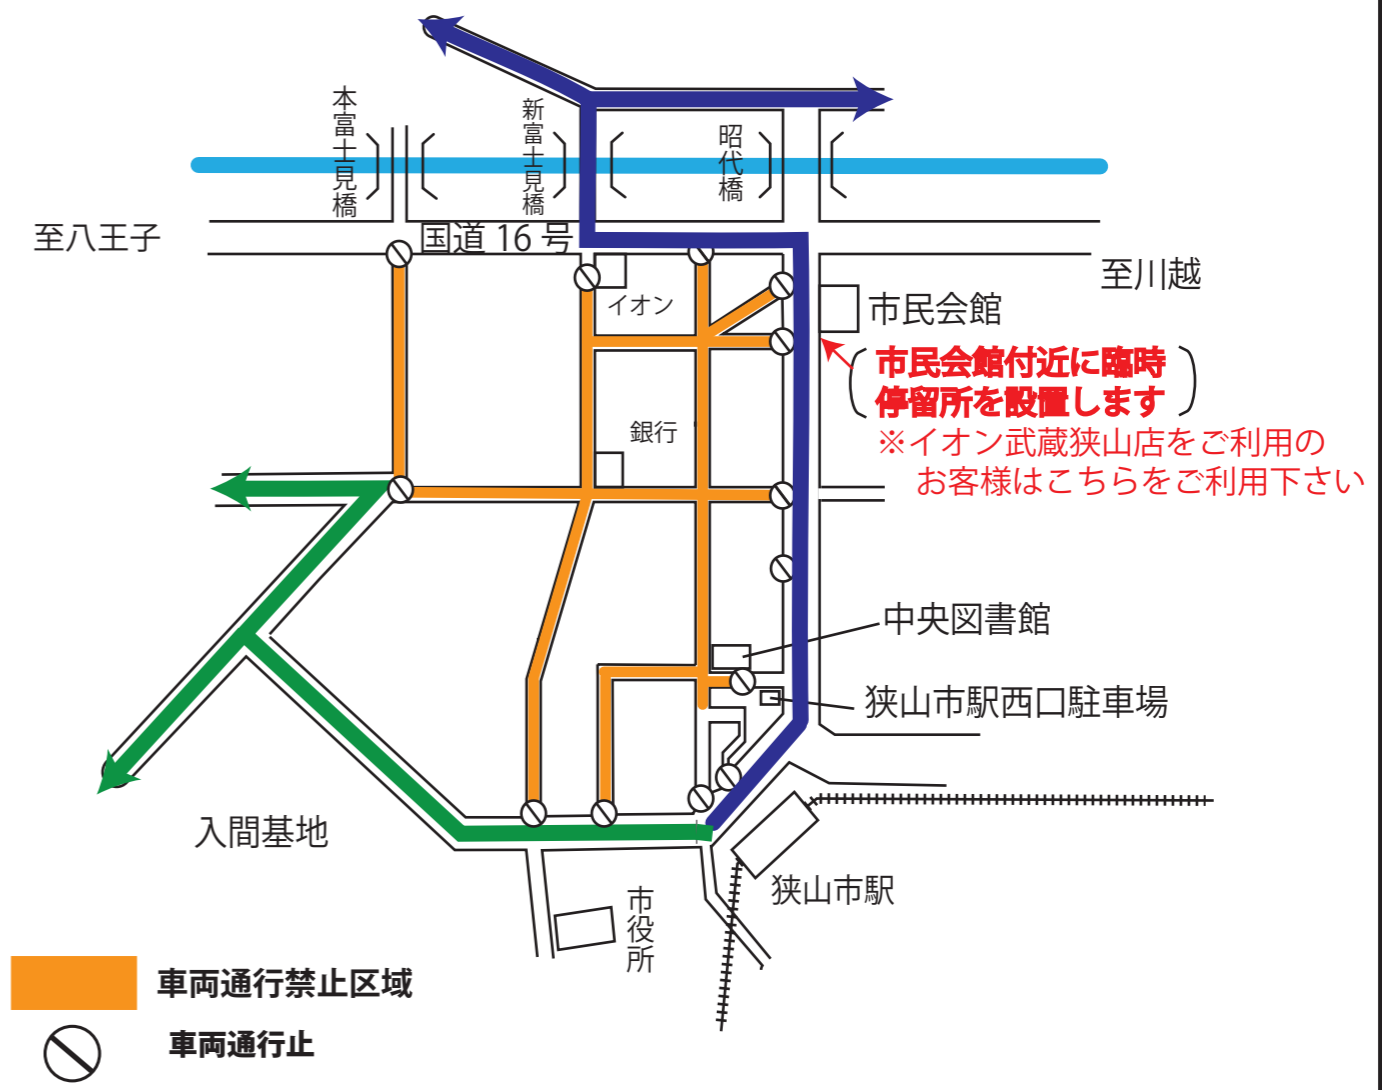 本富士見橋
新富士見橋
昭代橋
至八王子
国道 16 号
至川越
イオン
市民会館
市民会館付近に臨時
停留所を設置します
※イオン武蔵狭山店をご利用の
お客様はこちらをご利用下さい
銀行
中央図書館
狭山市駅西口駐車場
入間基地
狭山市駅
市役所
車両通行禁止区域
車両通行止